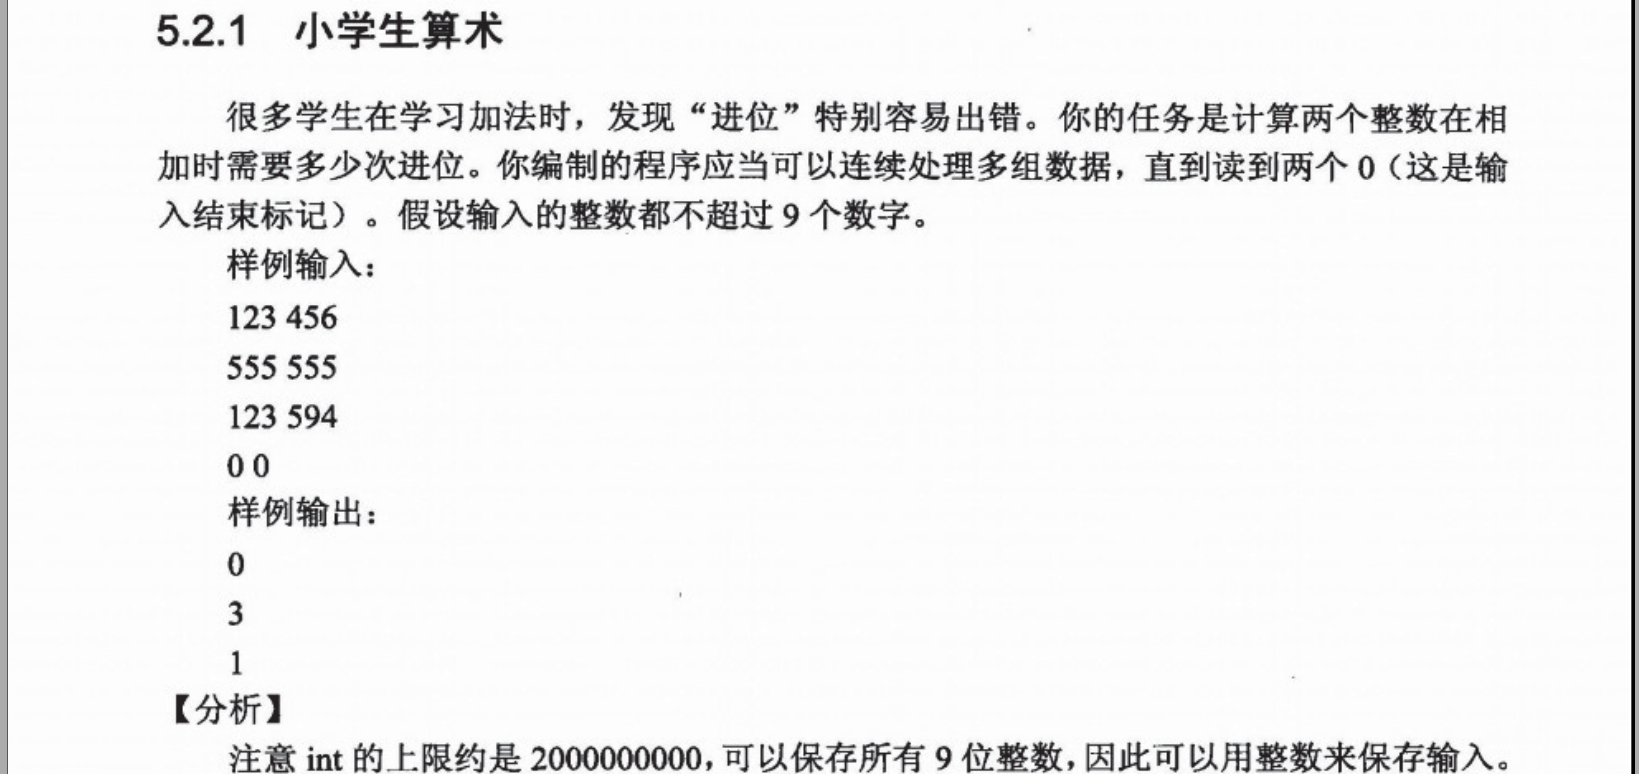 5.2.1 小学生算术
很多学生在学习加法时，发现“进位”特别容易出错。你的任务是计算两个整数在相
加时需要多少次进位。你编制的程序应当可以连续处理多组数据，直到读到两个 0（这是输
入结束标记）。假设输入的整数都不超过 9 个数字。
样例输入：
123 456
555 555
123 594
0 0
样例输出：
0
3
1
【分析】
注意 int 的上限约是 2000000000，可以保存所有 9 位整数，因此可以用整数来保存输入。